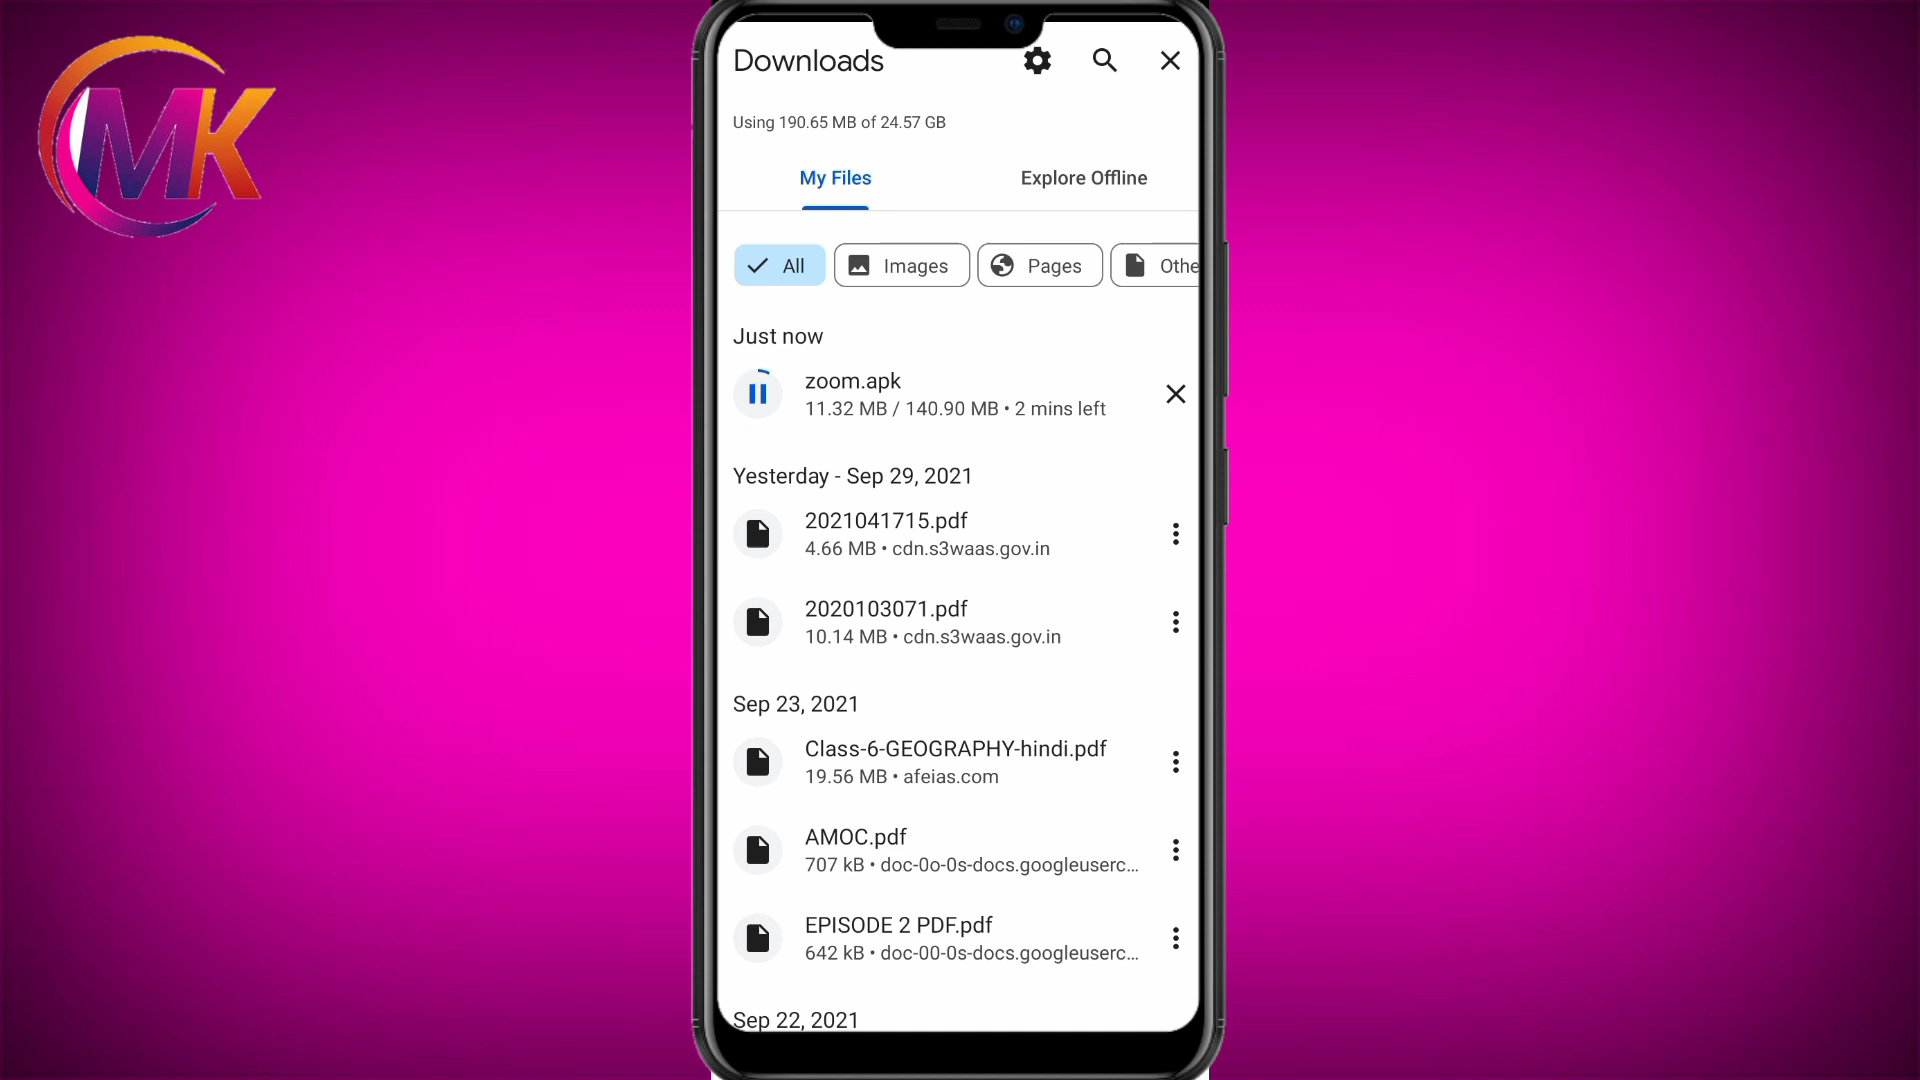 MK
Downloads
Using 190.65 MB of 24.57 GB
My Files
Explore Offline
All
Images
Pages
Othe
Just now
zoom.apk
11.32 MB / 140.90 MB • 2 mins left
Yesterday - Sep 29, 2021
2021041715.pdf
4.66 MB • cdn.s3waas.gov.in
2020103071.pdf
10.14 MB • cdn.s3waas.gov.in
Sep 23, 2021
Class-6-GEOGRAPHY-hindi.pdf
19.56 MB • afeias.com
AMOC.pdf
707 kB • doc-0o-0s-docs.googleuserc...
EPISODE 2 PDF.pdf
642 kB • doc-00-0s-docs.googleuserc...
Sep 22, 2021